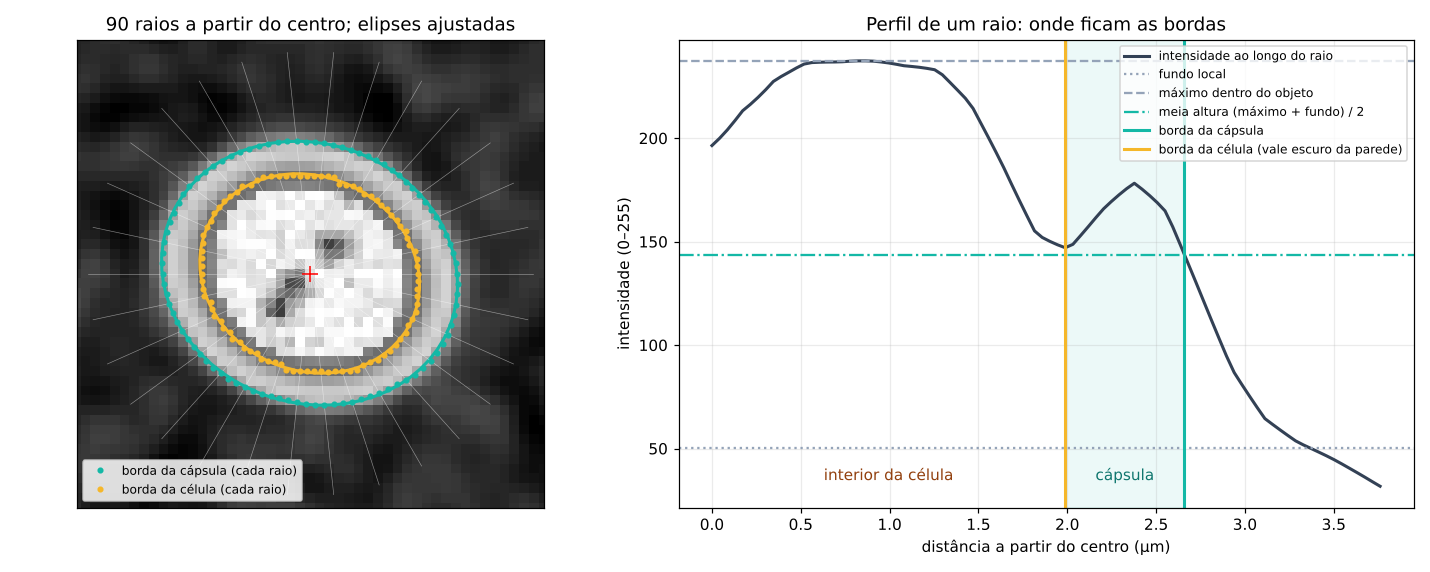 90 raios a partir do centro; elipses ajustadas
borda da cápsula (cada raio)
borda da célula (cada raio)
Perfil de um raio: onde ficam as bordas
intensidade ao longo do raio
fundo local
máximo dentro do objeto
meia altura (máximo + fundo) / 2
borda da cápsula
borda da célula (vale escuro da parede)
intensidade (0–255)
200
150
100
50
interior da célula
cápsula
0.0 0.5 1.0 1.5 2.0 2.5 3.0 3.5
distância a partir do centro (µm)